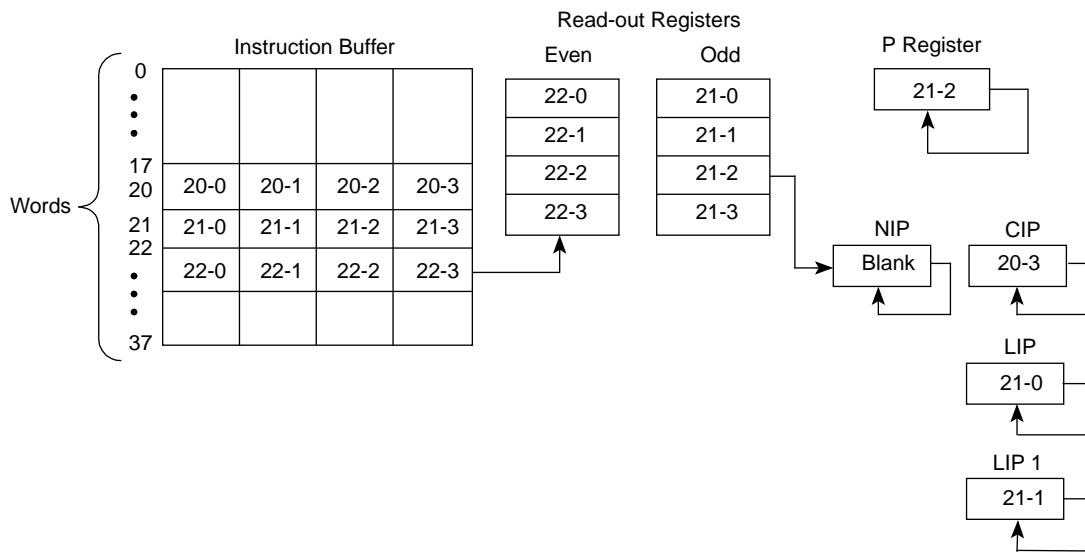 Read-out Registers
Instruction Buffer
Even
Odd
P Register
Words
0
17
20
21
22
37
20-0 20-1 20-2 20-3
21-0 21-1 21-2 21-3
22-0 22-1 22-2 22-3
22-0
22-1
22-2
22-3
21-0
21-1
21-2
21-3
21-2
NIP
Blank
CIP
20-3
LIP
21-0
LIP 1
21-1